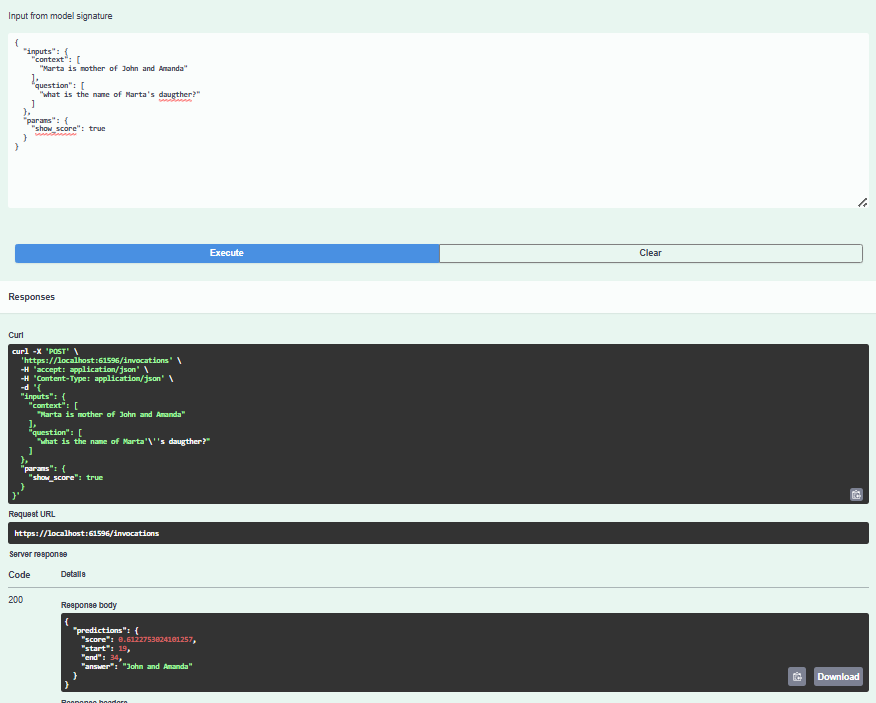 Input from model signature
{
  "inputs": {
    "context": [
      "Marta is mother of John and Amanda"
    ],
    "question": [
      "what is the name of Marta's daugther?"
    ]
  },
  "params": {
    "show_score": true
  }
}
Execute
Clear
Responses
Curl
curl -X 'POST' \
  'https://localhost:61596/invocations' \
  -H 'accept: application/json' \
  -H 'Content-Type: application/json' \
  -d '{
  "inputs": {
    "context": [
      "Marta is mother of John and Amanda"
    ],
    "question": [
      "what is the name of Marta'\''s daugther?"
    ]
  },
  "params": {
    "show_score": true
  }
}'
Request URL
https://localhost:61596/invocations
Server response
Code
Details
200
Response body
{
  "predictions": {
    "score": 0.6122753024101257,
    "start": 19,
    "end": 34,
    "answer": "John and Amanda"
  }
}
Download
Response headers